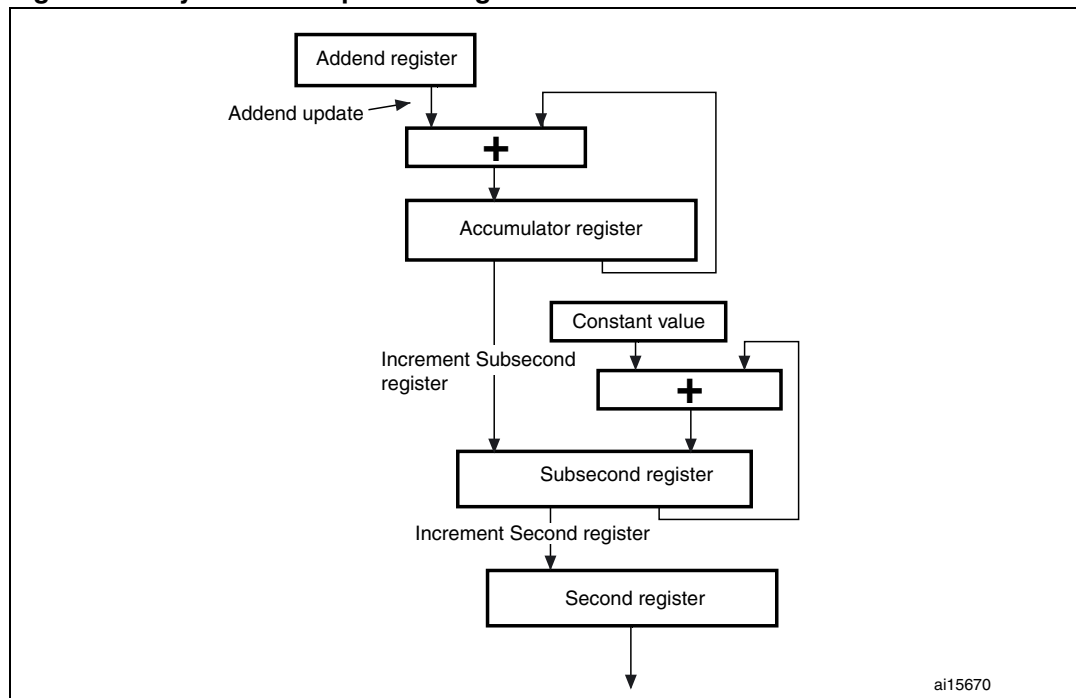 Addend register
Addend update
+
Accumulator register
Constant value
Increment Subsecond
register
+
Subsecond register
Increment Second register
Second register
ai15670